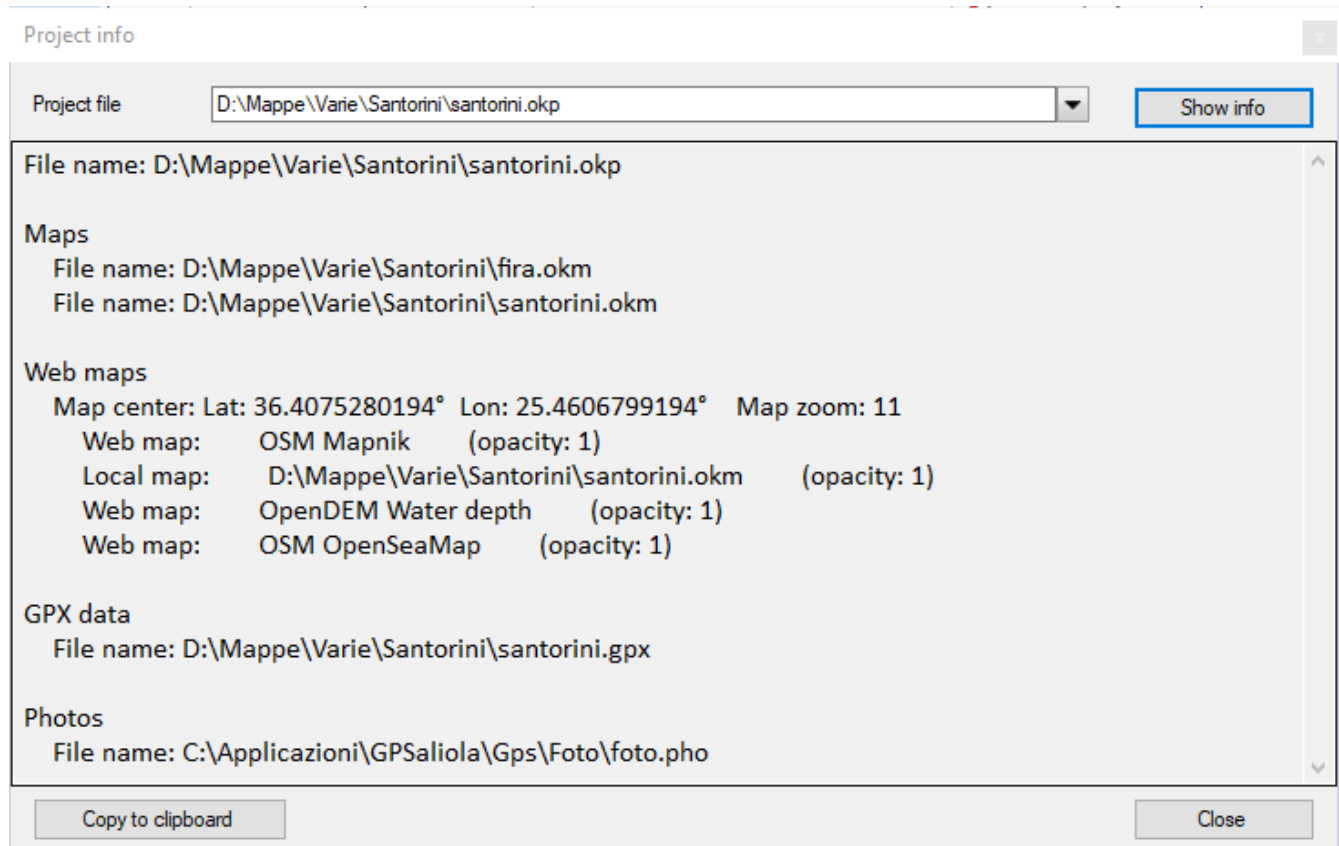 Project info
x
Project file D:\Mappe\Varie\Santorini\santorini.okp Show info
File name: D:\Mappe\Varie\Santorini\santorini.okp
Maps
File name: D:\Mappe\Varie\Santorini\fira.okm
File name: D:\Mappe\Varie\Santorini\santorini.okm
Web maps
Map center: Lat: 36.4075280194° Lon: 25.4606799194° Map zoom: 11
Web map: OSM Mapnik (opacity: 1)
Local map: D:\Mappe\Varie\Santorini\santorini.okm (opacity: 1)
Web map: OpenDEM Water depth (opacity: 1)
Web map: OSM OpenSeaMap (opacity: 1)
GPX data
File name: D:\Mappe\Varie\Santorini\santorini.gpx
Photos
File name: C:\Applicazioni\GPSaliola\Gps\Foto\foto.pho
Copy to clipboard Close